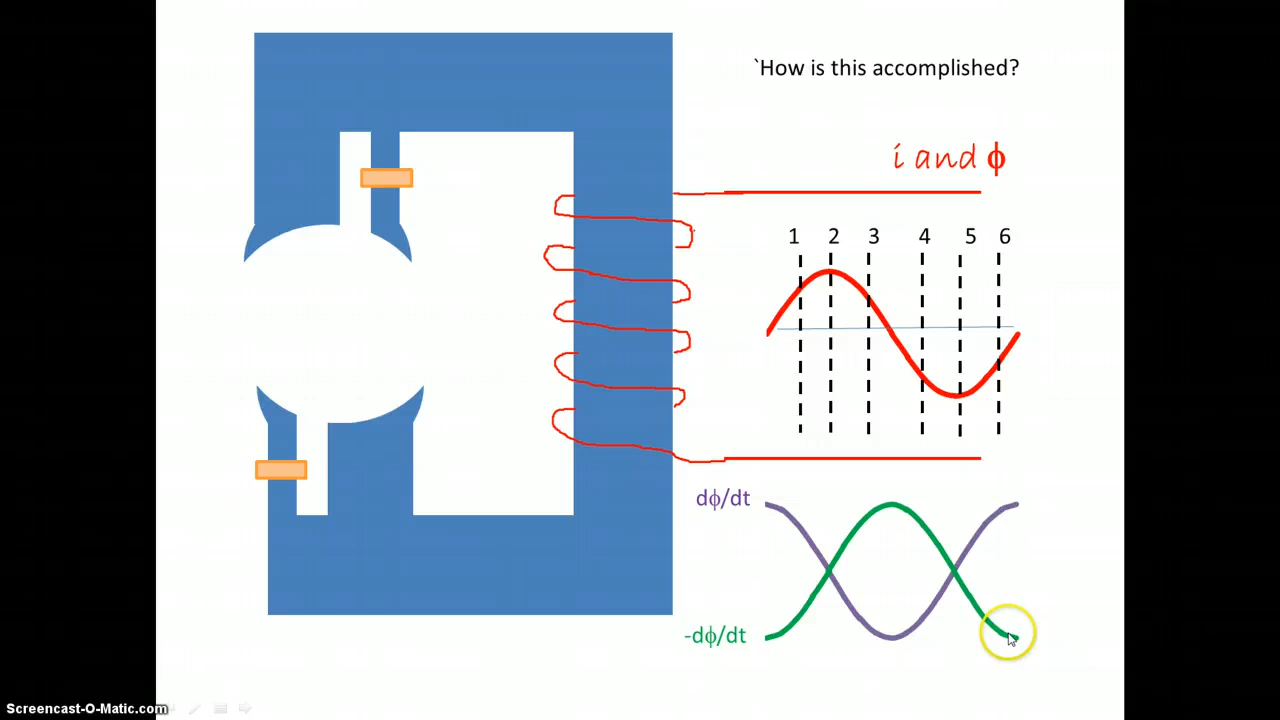 `How is this accomplished?
i and ϕ
1 2 3 4 5 6
dϕ/dt
-dϕ/dt
Screencast-O-Matic.com